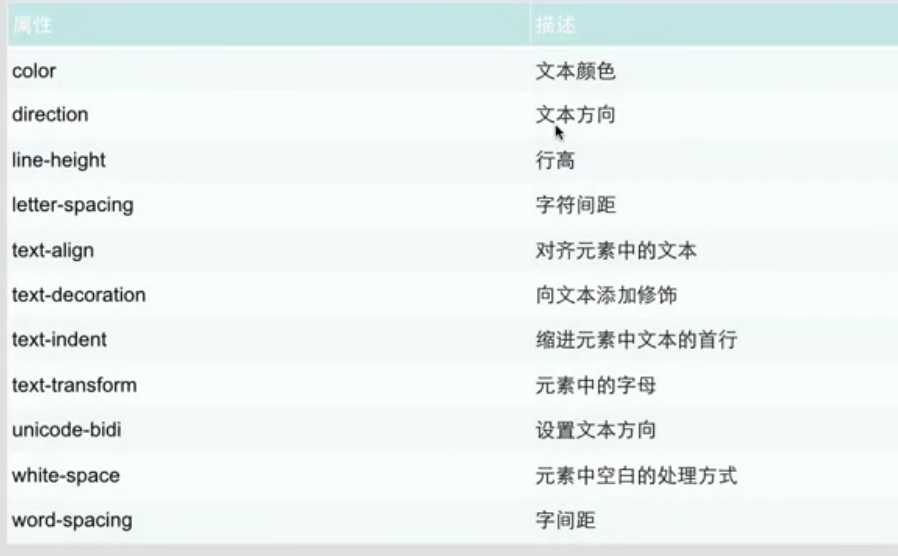 属性 描述
color 文本颜色
direction 文本方向
line-height 行高
letter-spacing 字符间距
text-align 对齐元素中的文本
text-decoration 向文本添加修饰
text-indent 缩进元素中文本的首行
text-transform 元素中的字母
unicode-bidi 设置文本方向
white-space 元素中空白的处理方式
word-spacing 字间距